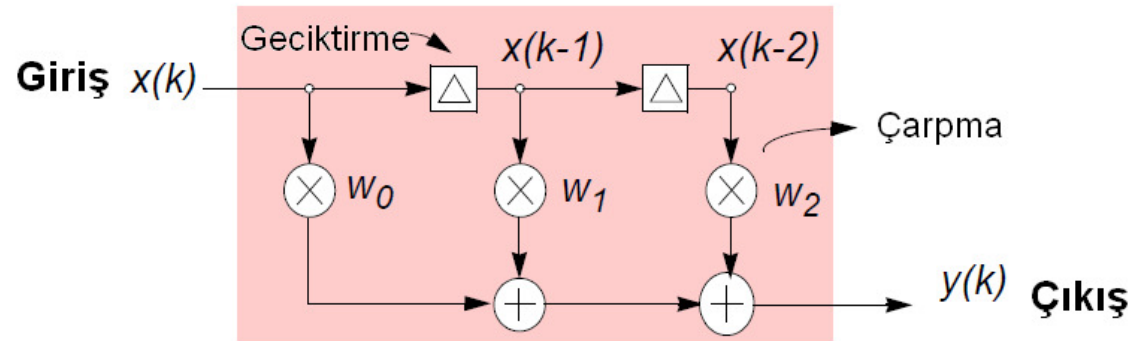 Geciktirme
x(k-1)
x(k-2)
Giriş x(k)
Çarpma
w0
w1
w2
y(k) Çıkış